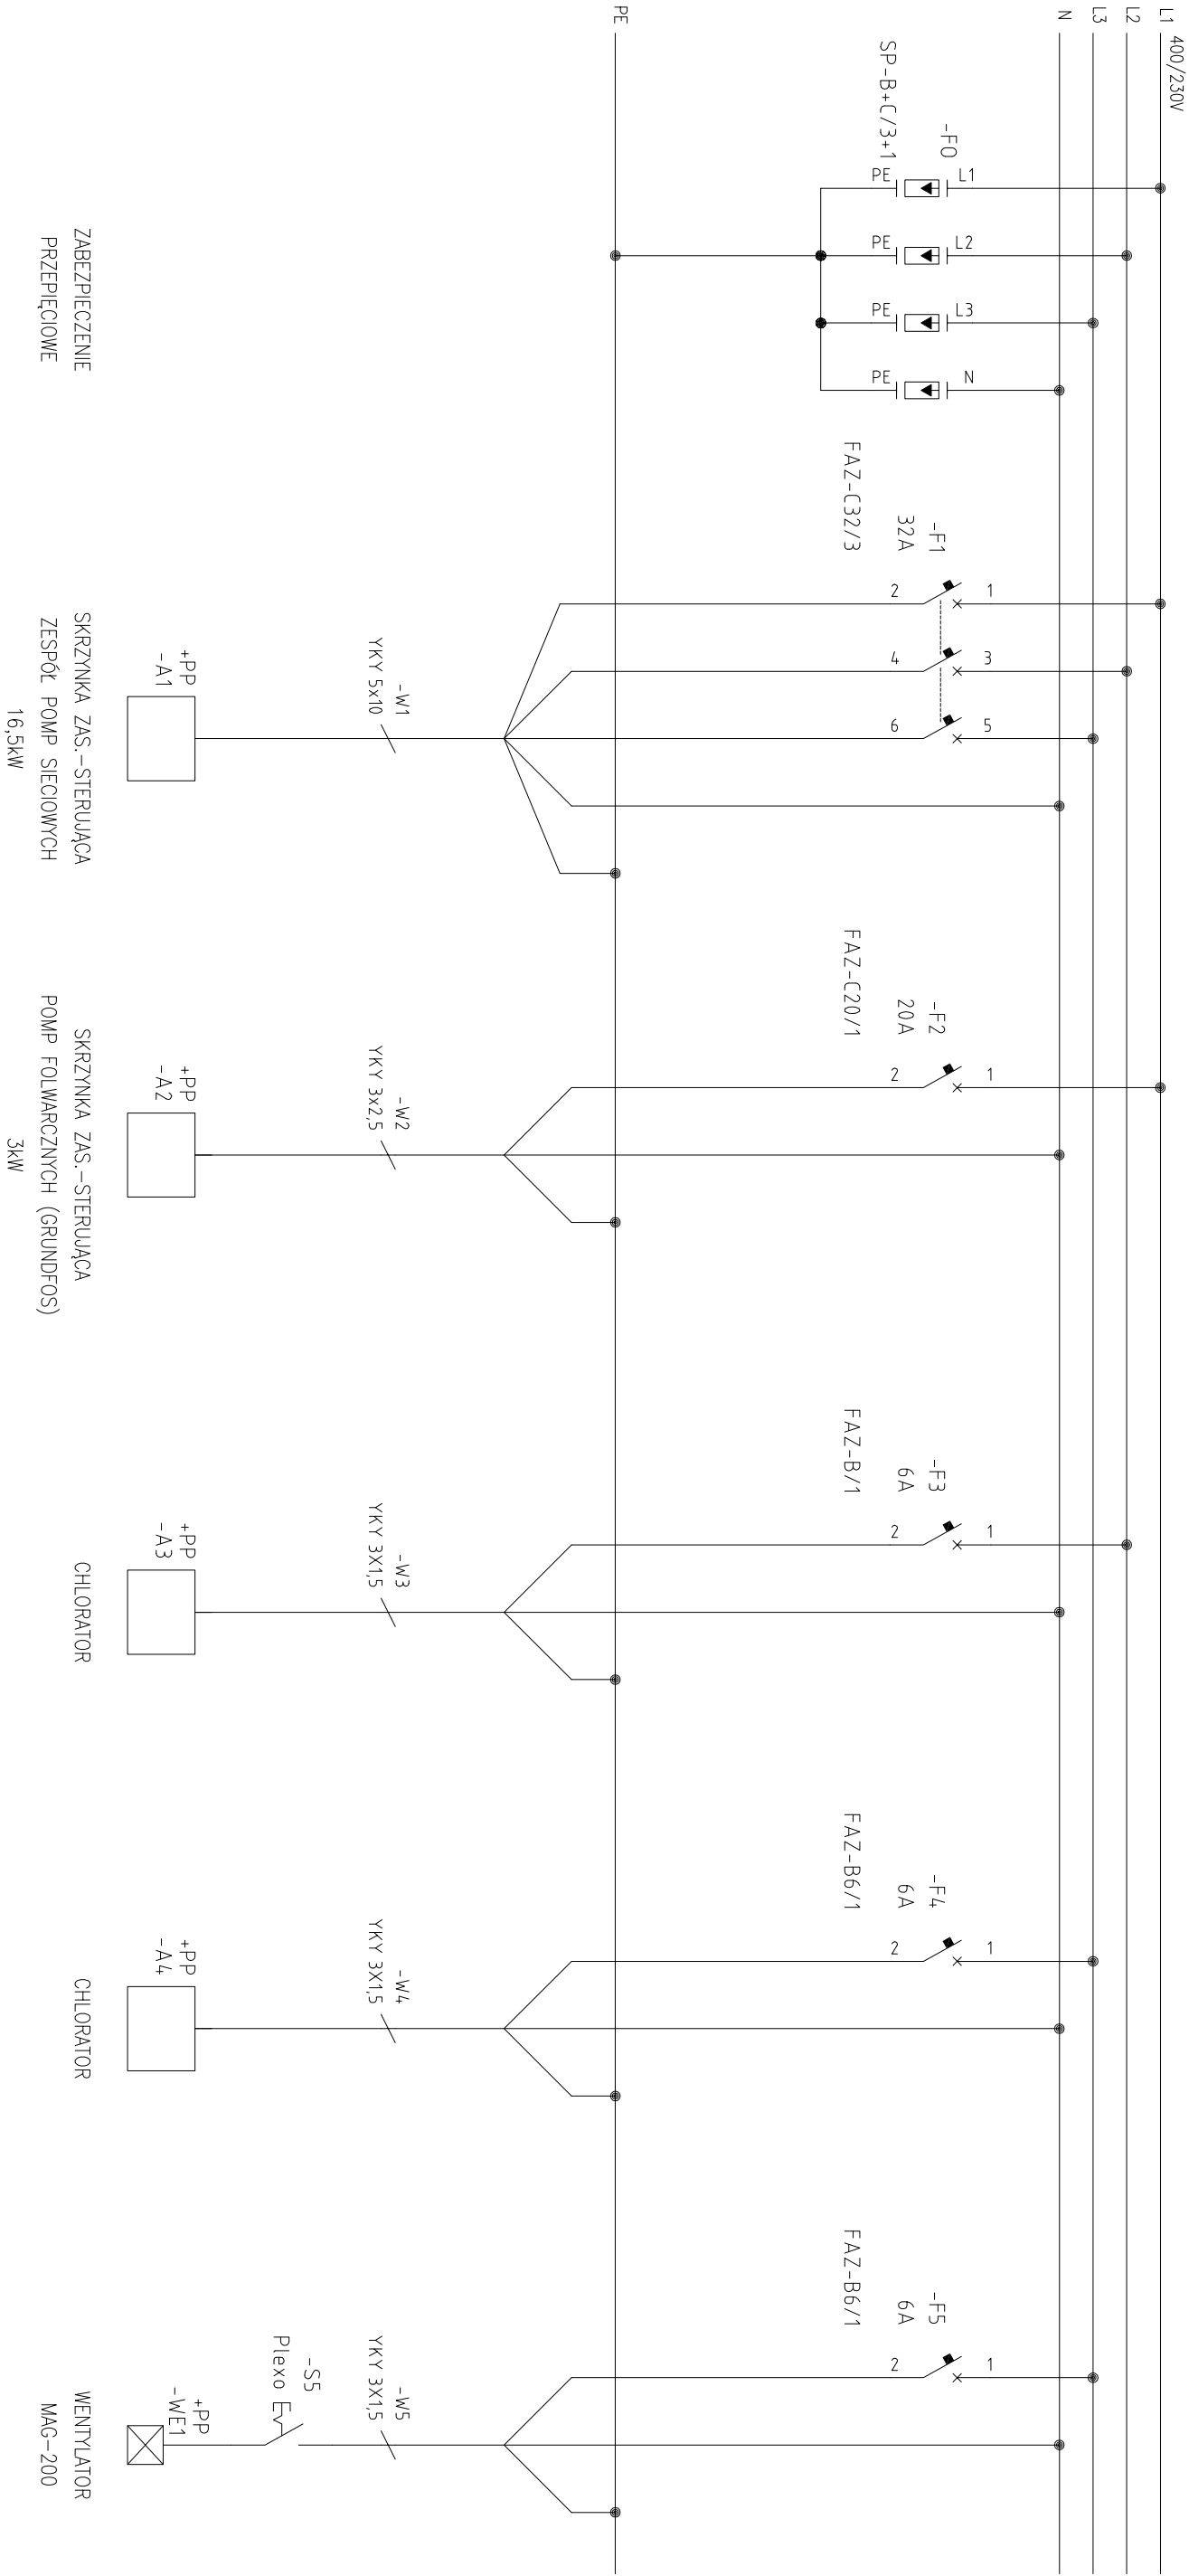 400/230V
L1
L2
L3
N
PE
-F0
SP-B+C/3+1
L1
PE
L2
PE
L3
PE
N
PE
ZABEZPIECZENIE
PRZEPIĘCIOWE
-F1
32A
FAZ-C32/3
1
2
3
4
5
6
-W1
YKY 5x10
+PP
-A1
SKRZYNKA ZAS.-STERUJĄCA
ZESPÓŁ POMP SIECIOWYCH
16,5kW
-F2
20A
FAZ-C20/1
1
2
-W2
YKY 3x2,5
+PP
-A2
SKRZYNKA ZAS.-STERUJĄCA
POMP FOLWARCZNYCH (GRUNDFOS)
3kW
-F3
6A
FAZ-B/1
1
2
-W3
YKY 3X1,5
+PP
-A3
CHLORATOR
-F4
6A
FAZ-B6/1
1
2
-W4
YKY 3X1,5
+PP
-A4
CHLORATOR
-F5
6A
FAZ-B6/1
1
2
-W5
YKY 3X1,5
-S5
Plexo
+PP
-WE1
WENTYLATOR
MAG-200